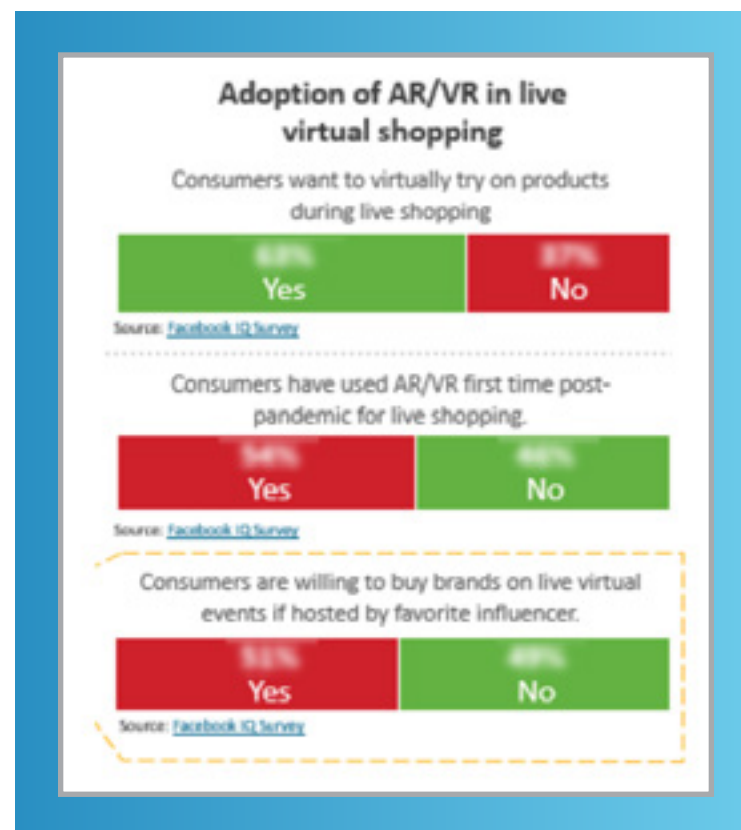 Adoption of AR/VR in live
virtual shopping
Consumers want to virtually try on products
during live shopping
Yes
No
Source: Facebook IQ Survey
Consumers have used AR/VR first time post-
pandemic for live shopping.
Yes
No
Source: Facebook IQ Survey
Consumers are willing to buy brands on live virtual
events if hosted by favorite influencer.
Yes
No
Source: Facebook IQ Survey